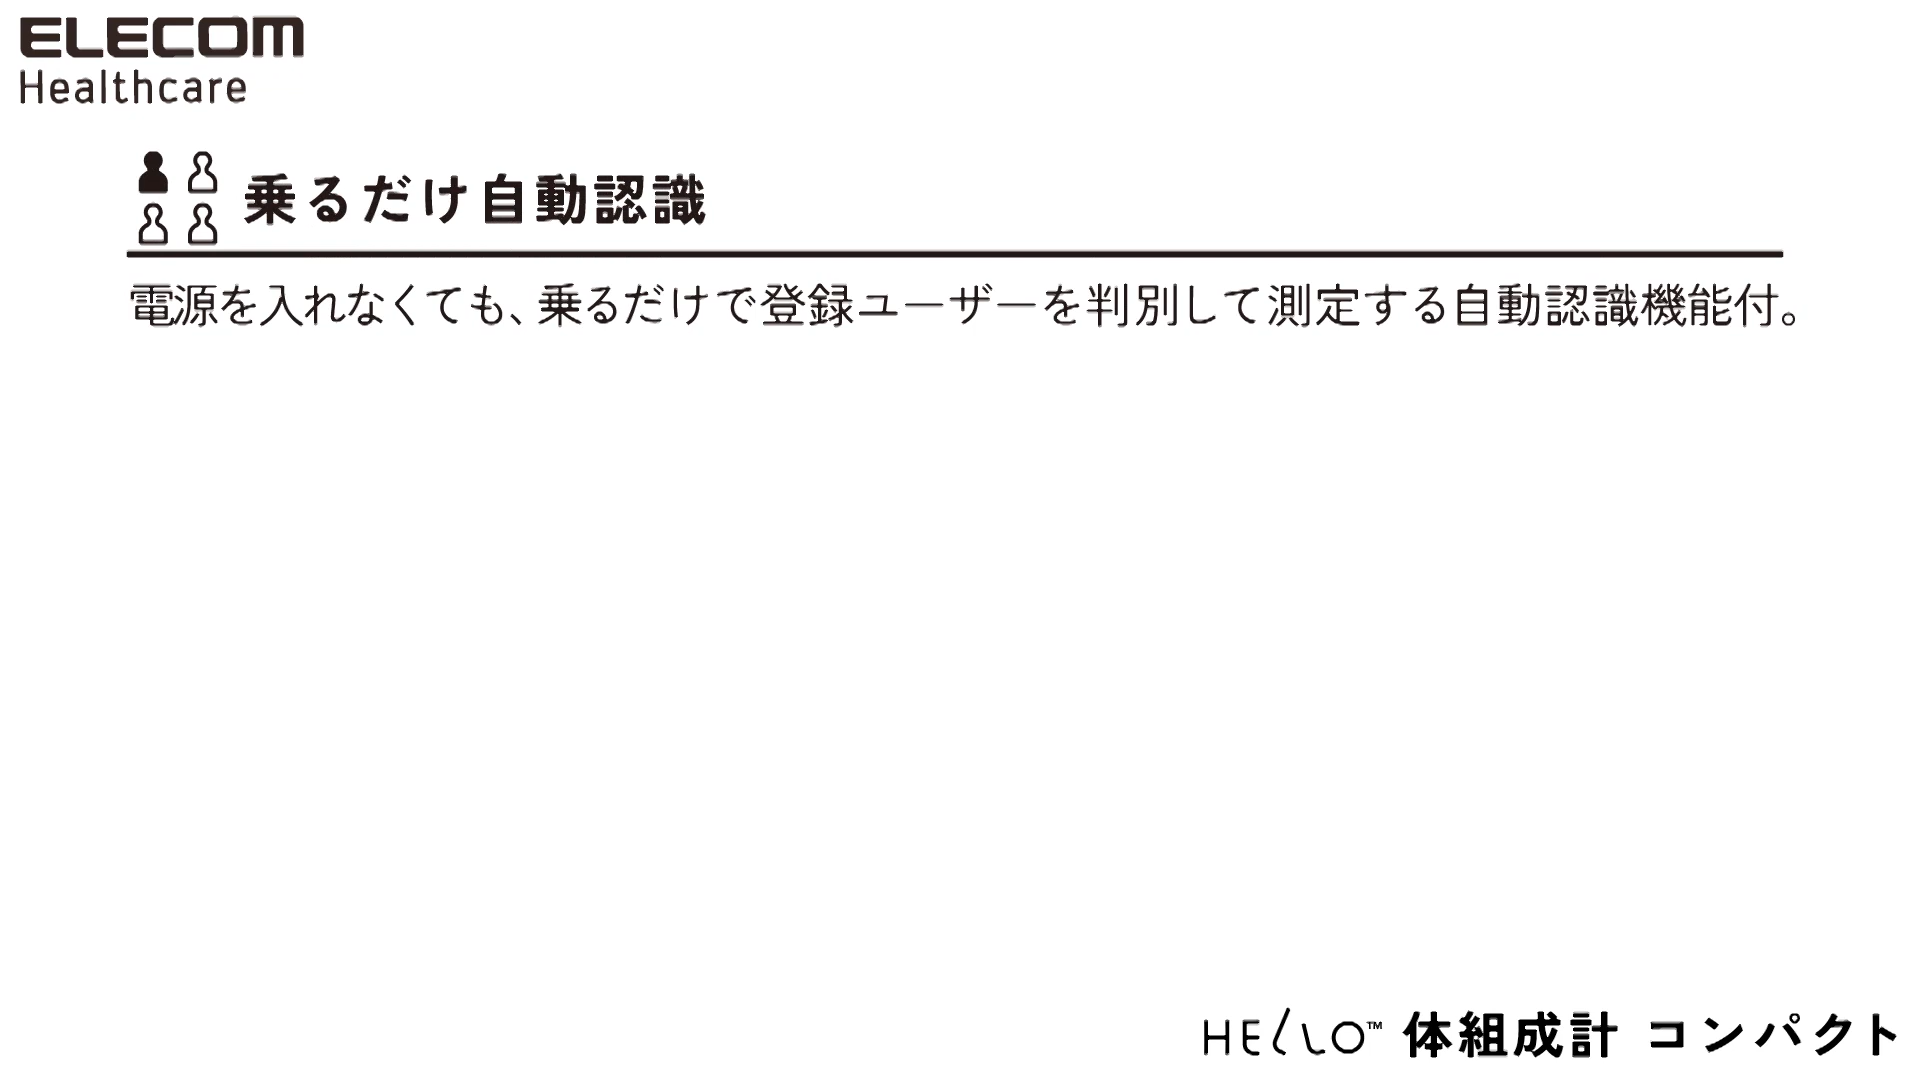 ELECOM
Healthcare
乗るだけ自動認識
電源を入れなくても、乗るだけで登録ユーザーを判別して測定する自動認識機能付。
HELLO™ 体組成計 コンパクト